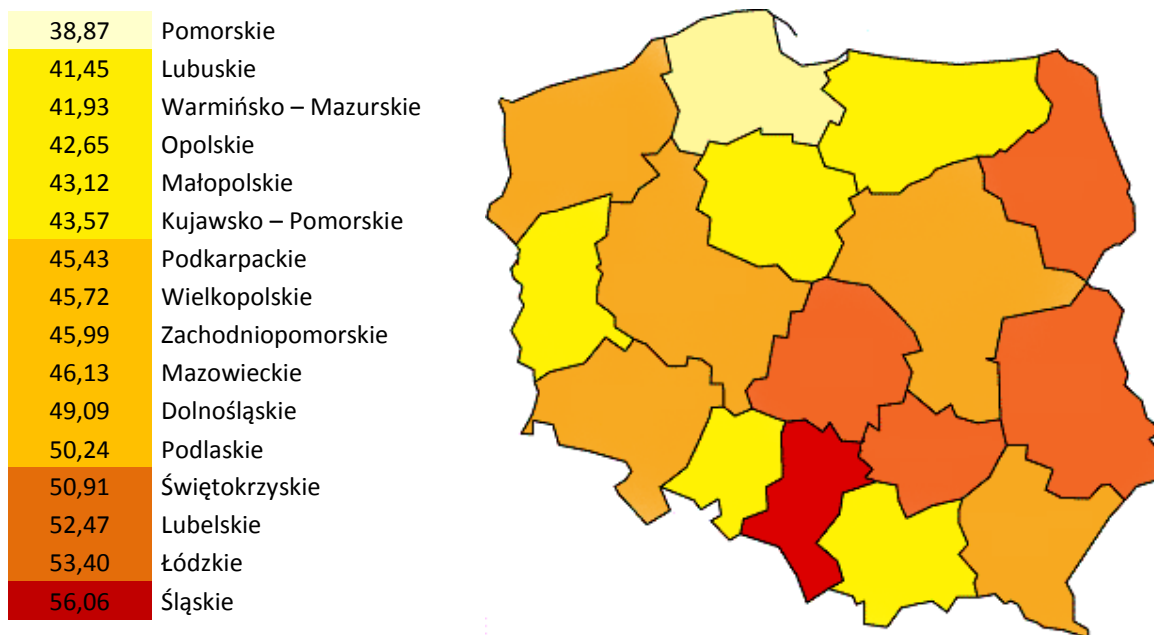 38,87 Pomorskie
41,45 Lubuskie
41,93 Warmińsko – Mazurskie
42,65 Opolskie
43,12 Małopolskie
43,57 Kujawsko – Pomorskie
45,43 Podkarpackie
45,72 Wielkopolskie
45,99 Zachodniopomorskie
46,13 Mazowieckie
49,09 Dolnośląskie
50,24 Podlaskie
50,91 Świętokrzyskie
52,47 Lubelskie
53,40 Łódzkie
56,06 Śląskie